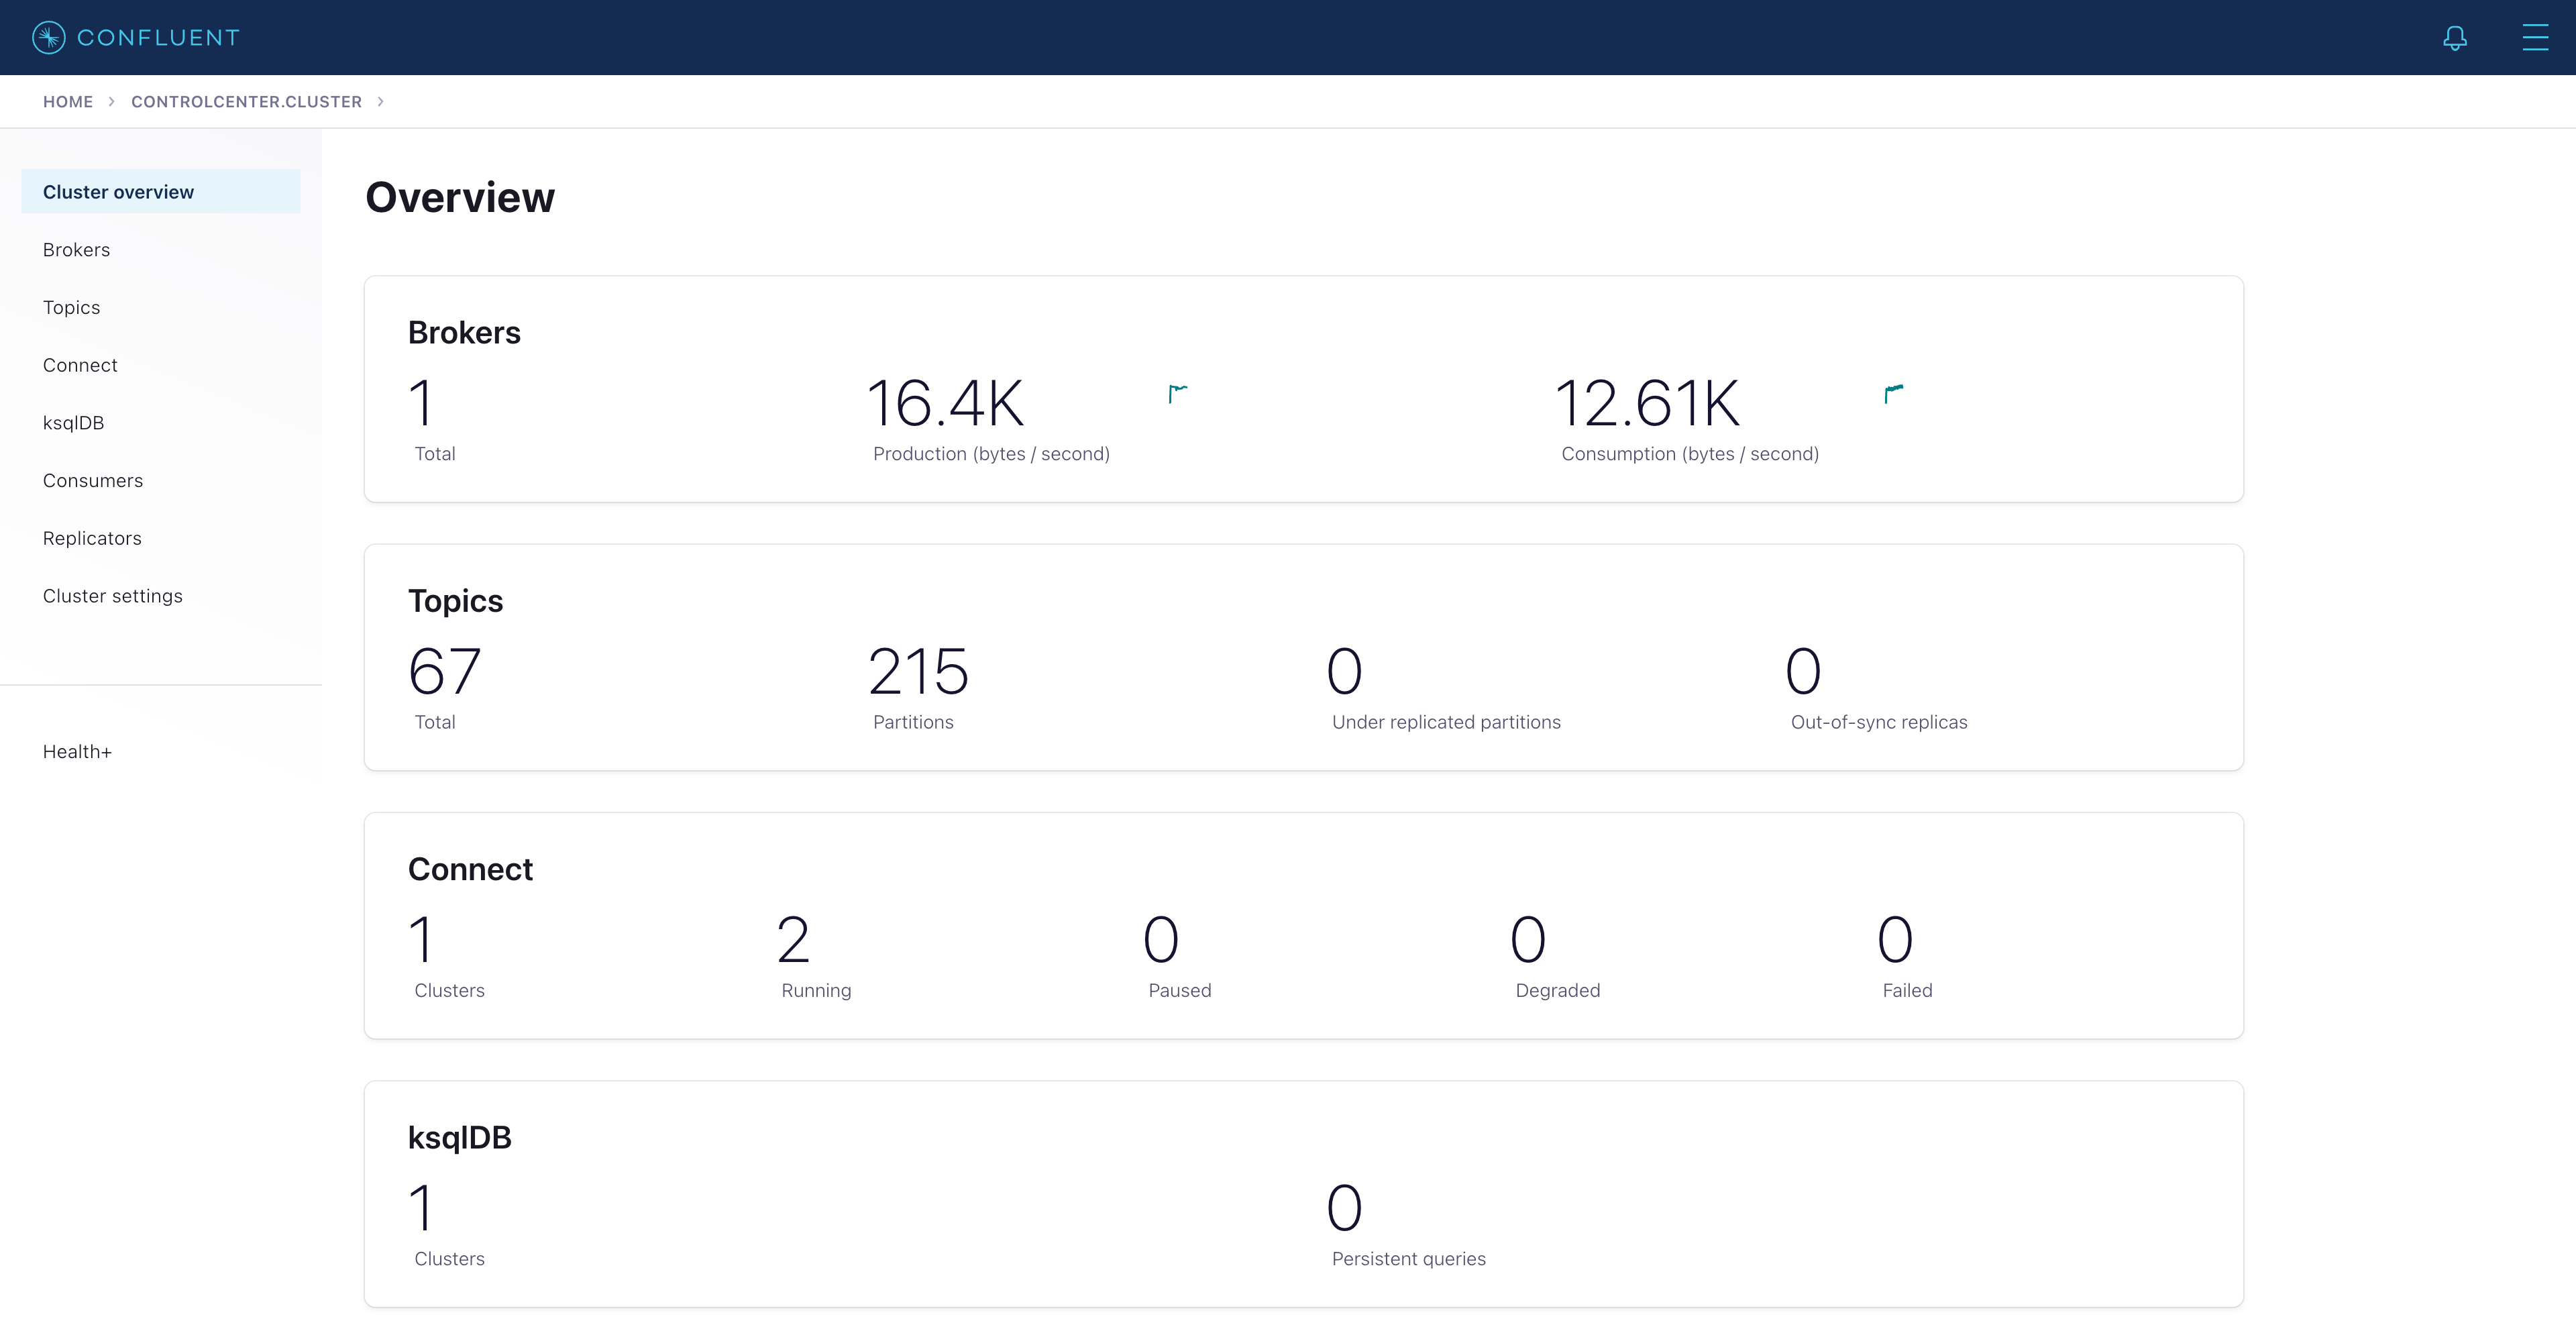 CONFLUENT
HOME > CONTROLCENTER.CLUSTER >
Cluster overview
Brokers
Topics
Connect
ksqlDB
Consumers
Replicators
Cluster settings
Health+
Overview
Brokers
1 16.4K 12.61K
Total Production (bytes / second) Consumption (bytes / second)
Topics
67 215 0 0
Total Partitions Under replicated partitions Out-of-sync replicas
Connect
1 2 0 0 0
Clusters Running Paused Degraded Failed
ksqlDB
1 0
Clusters Persistent queries